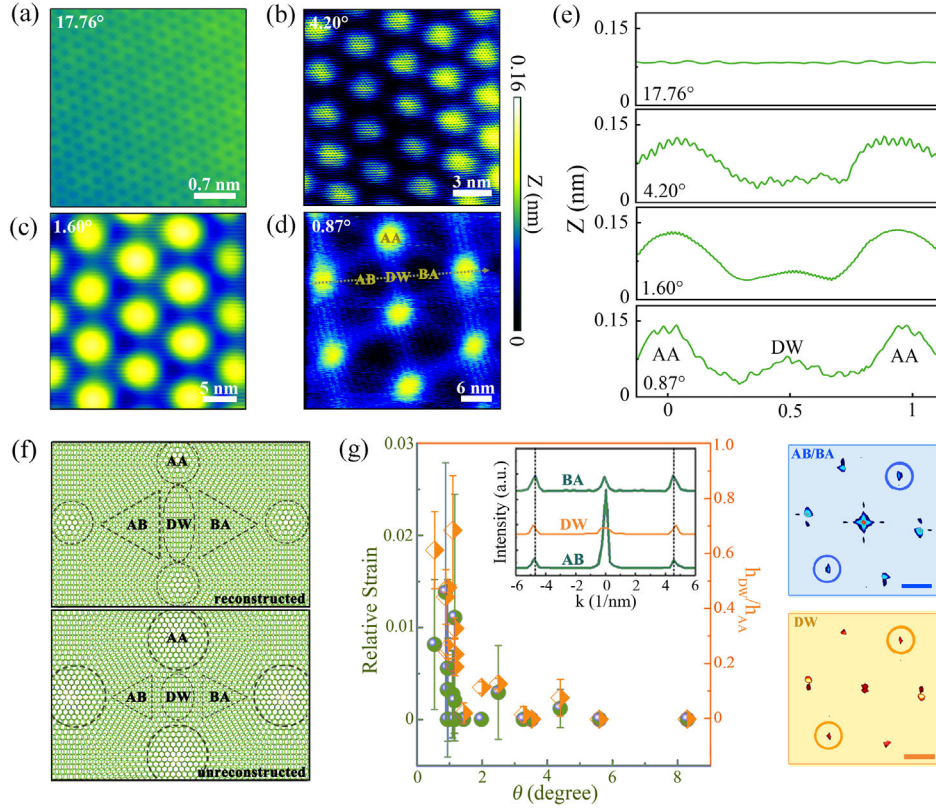 (a)
17.76°
0.7 nm
(b)
4.20°
3 nm
0.16
Z (nm)
0
(c)
1.60°
5 nm
(d)
0.87°
AA
AB DW BA
6 nm
(e)
Z (nm)
0.15
0
17.76°
0.15
0
4.20°
0.15
0
1.60°
0.15
AA
DW
AA
0
0.87°
0
0.5
1
(f)
AA
AB
DW
BA
reconstructed
AA
AB
DW
BA
unreconstructed
(g)
Relative Strain
0.03
0.02
0.01
0
0
2
4
6
8
θ (degree)
1.0
0.8
0.6
0.4
0.2
0
hDW/hAA
Intensity (a.u.)
BA
DW
AB
-6 -4 -2 0 2 4 6
k (1/nm)
AB/BA
DW